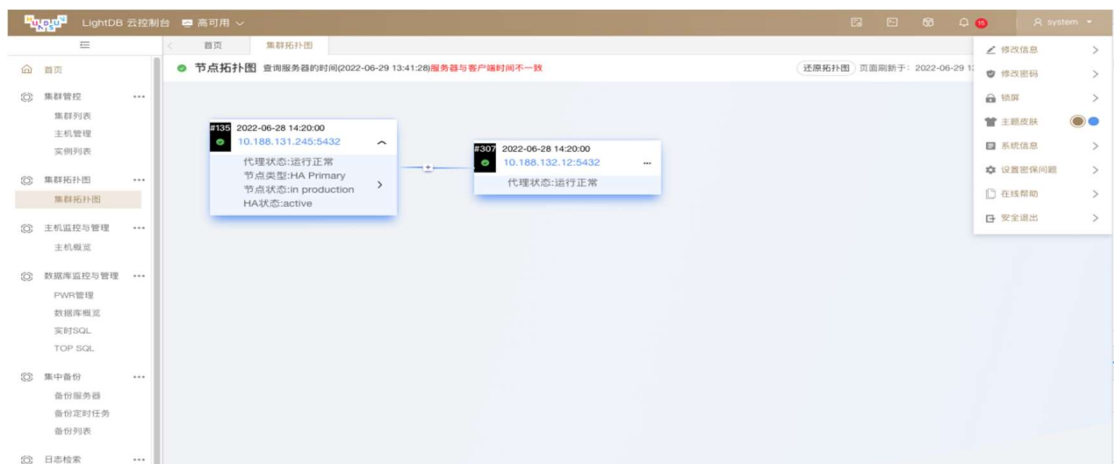 LightDB 云控制台 高可用
15
system
首页 集群拓扑图
首页
集群管控
集群列表
主机管理
实例列表
集群拓扑图
集群拓扑图
主机监控与管理
主机概览
数据库监控与管理
PWR管理
数据库概览
实时SQL
TOP SQL
集中备份
备份服务器
备份定时任务
备份列表
日志检索
节点拓扑图 查询服务器的时间(2022-06-29 13:41:28)服务器与客户端时间不一致
还原拓扑图 页面刷新于：2022-06-29 1
#135 2022-06-28 14:20:00
10.188.131.245:5432
代理状态:运行正常
节点类型:HA Primary
节点状态:in production
HA状态:active
#307 2022-06-28 14:20:00
10.188.132.12:5432
代理状态:运行正常
修改信息
修改密码
锁屏
主题皮肤
系统信息
设置密保问题
在线帮助
安全退出